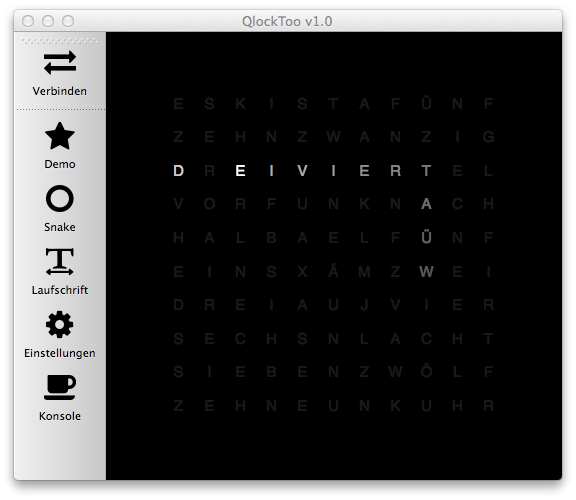 QlockToo v1.0
Verbinden
Demo
Snake
Laufschrift
Einstellungen
Konsole
E S K I S T A F Ü N F
Z E H N Z W A N Z I G
D R E I V I E R T E L
V O R F U N K N A C H
H A L B A E L F Ü N F
E I N S X Ä M Z W E I
D R E I A U J V I E R
S E C H S N L A C H T
S I E B E N Z W Ö L F
Z E H N E U N K U H R